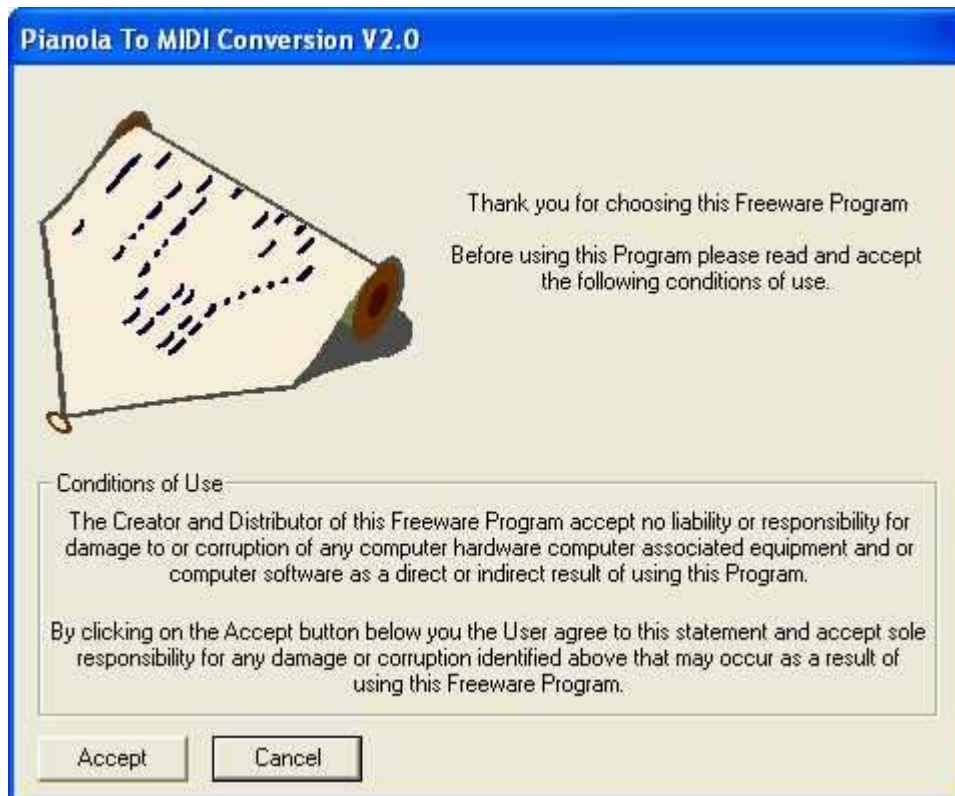 Pianola To MIDI Conversion V2.0
Thank you for choosing this Freeware Program
Before using this Program please read and accept
the following conditions of use.
Conditions of Use
The Creator and Distributor of this Freeware Program accept no liability or responsibility for
damage to or corruption of any computer hardware computer associated equipment and or
computer software as a direct or indirect result of using this Program.
By clicking on the Accept button below you the User agree to this statement and accept sole
responsibility for any damage or corruption identified above that may occur as a result of
using this Freeware Program.
Accept
Cancel